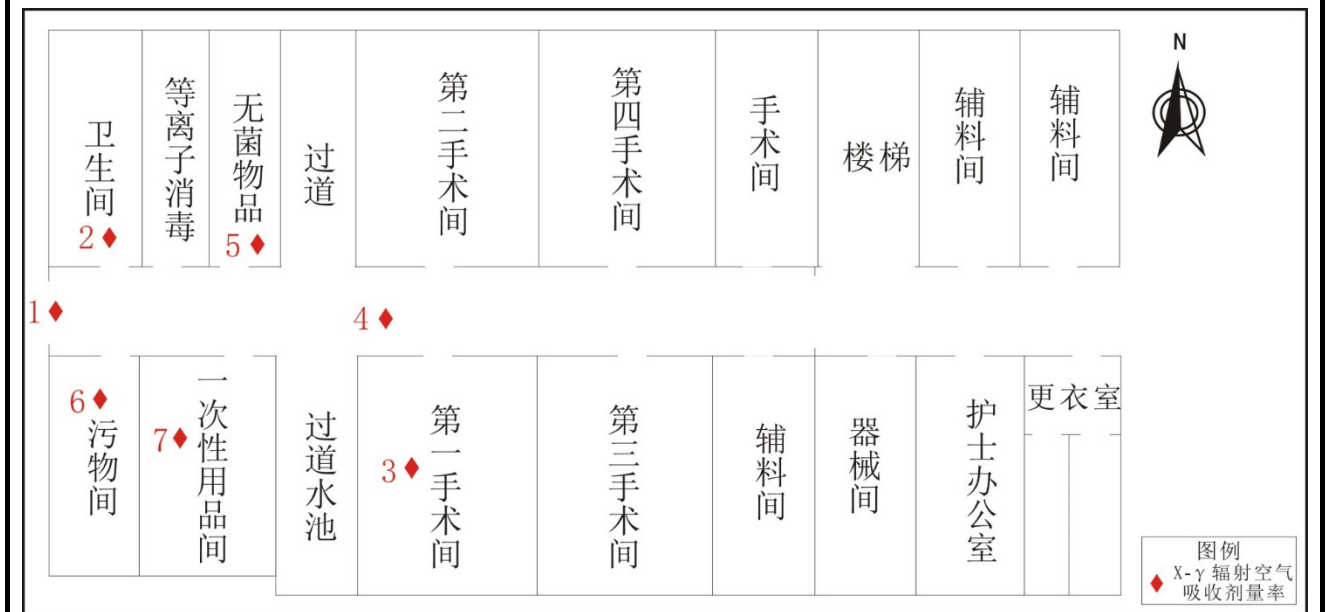 N
卫生间
等离子消毒
无菌物品
过道
第二手术间
第四手术间
手术间
楼梯
辅料间
辅料间
2
5
1
4
6
污物间
7
一次性用品间
过道水池
3
第一手术间
第三手术间
辅料间
器械间
护士办公室
更衣室
图例
X-γ辐射空气
吸收剂量率